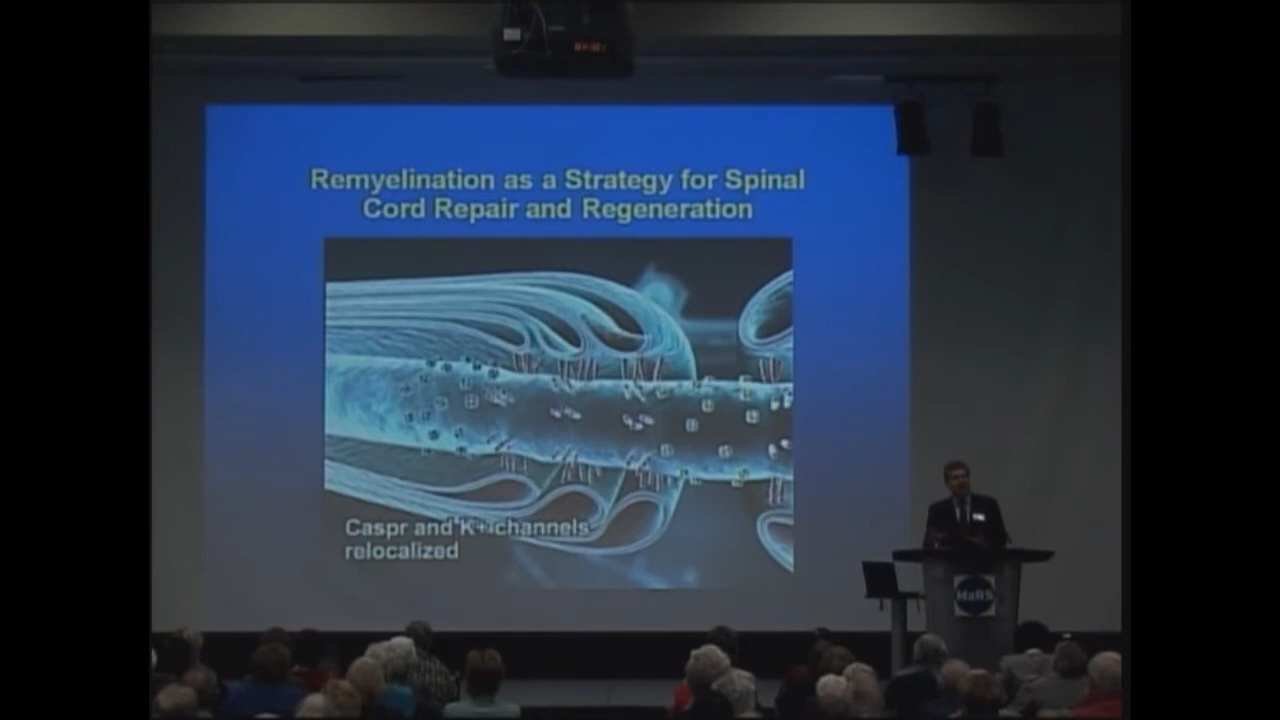 Remyelination as a Strategy for Spinal
Cord Repair and Regeneration
Caspr and K+ channels
relocalized
MaRS